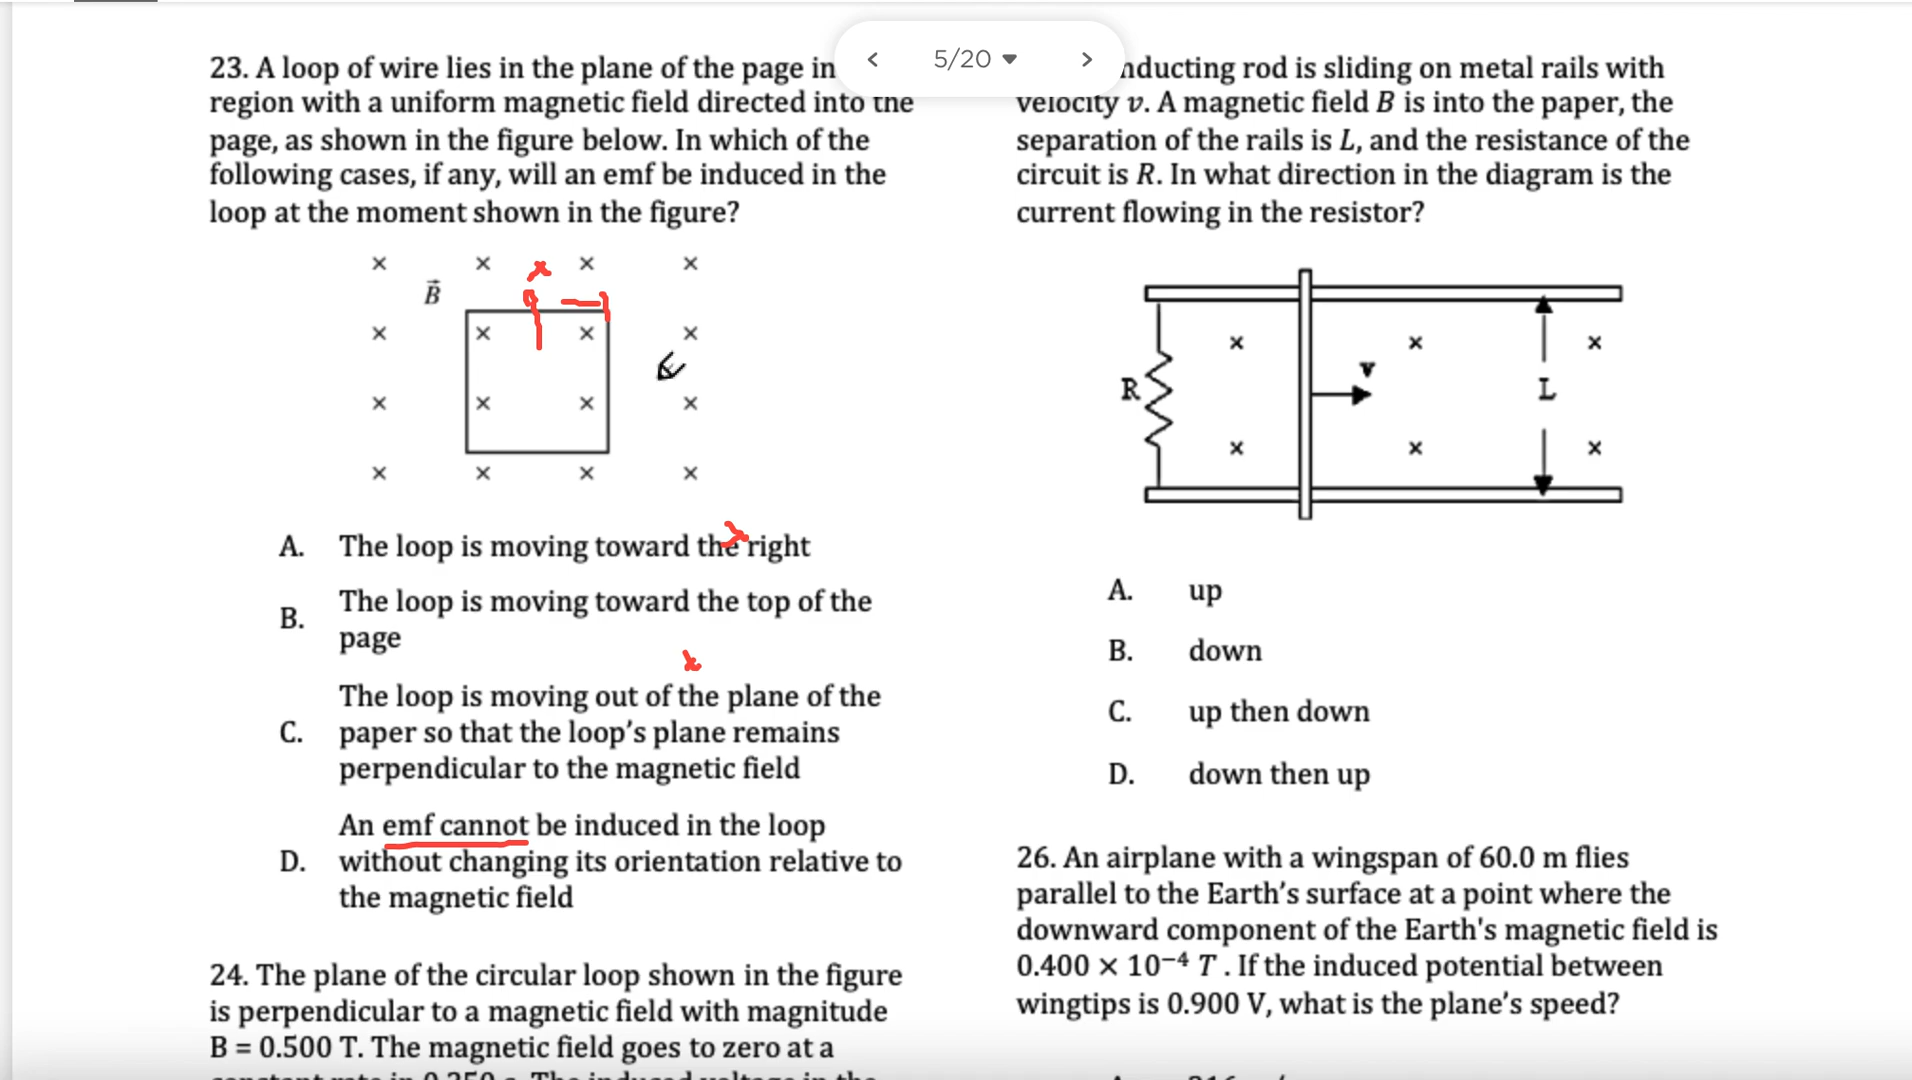 5/20
23. A loop of wire lies in the plane of the page in
region with a uniform magnetic field directed into the
page, as shown in the figure below. In which of the
following cases, if any, will an emf be induced in the
loop at the moment shown in the figure?
× × × ×
B⃗
× × × ×
× × × ×
× × × ×
A. The loop is moving toward the right
The loop is moving toward the top of the
B.
page
The loop is moving out of the plane of the
C. paper so that the loop's plane remains
perpendicular to the magnetic field
An emf cannot be induced in the loop
D. without changing its orientation relative to
the magnetic field
24. The plane of the circular loop shown in the figure
is perpendicular to a magnetic field with magnitude
B = 0.500 T. The magnetic field goes to zero at a
rod is sliding on metal rails with
velocity v. A magnetic field B is into the paper, the
separation of the rails is L, and the resistance of the
circuit is R. In what direction in the diagram is the
current flowing in the resistor?
× × ×
v
R L
× × ×
A. up
B. down
C. up then down
D. down then up
26. An airplane with a wingspan of 60.0 m flies
parallel to the Earth's surface at a point where the
downward component of the Earth's magnetic field is
0.400 × 10⁻⁴ T . If the induced potential between
wingtips is 0.900 V, what is the plane's speed?